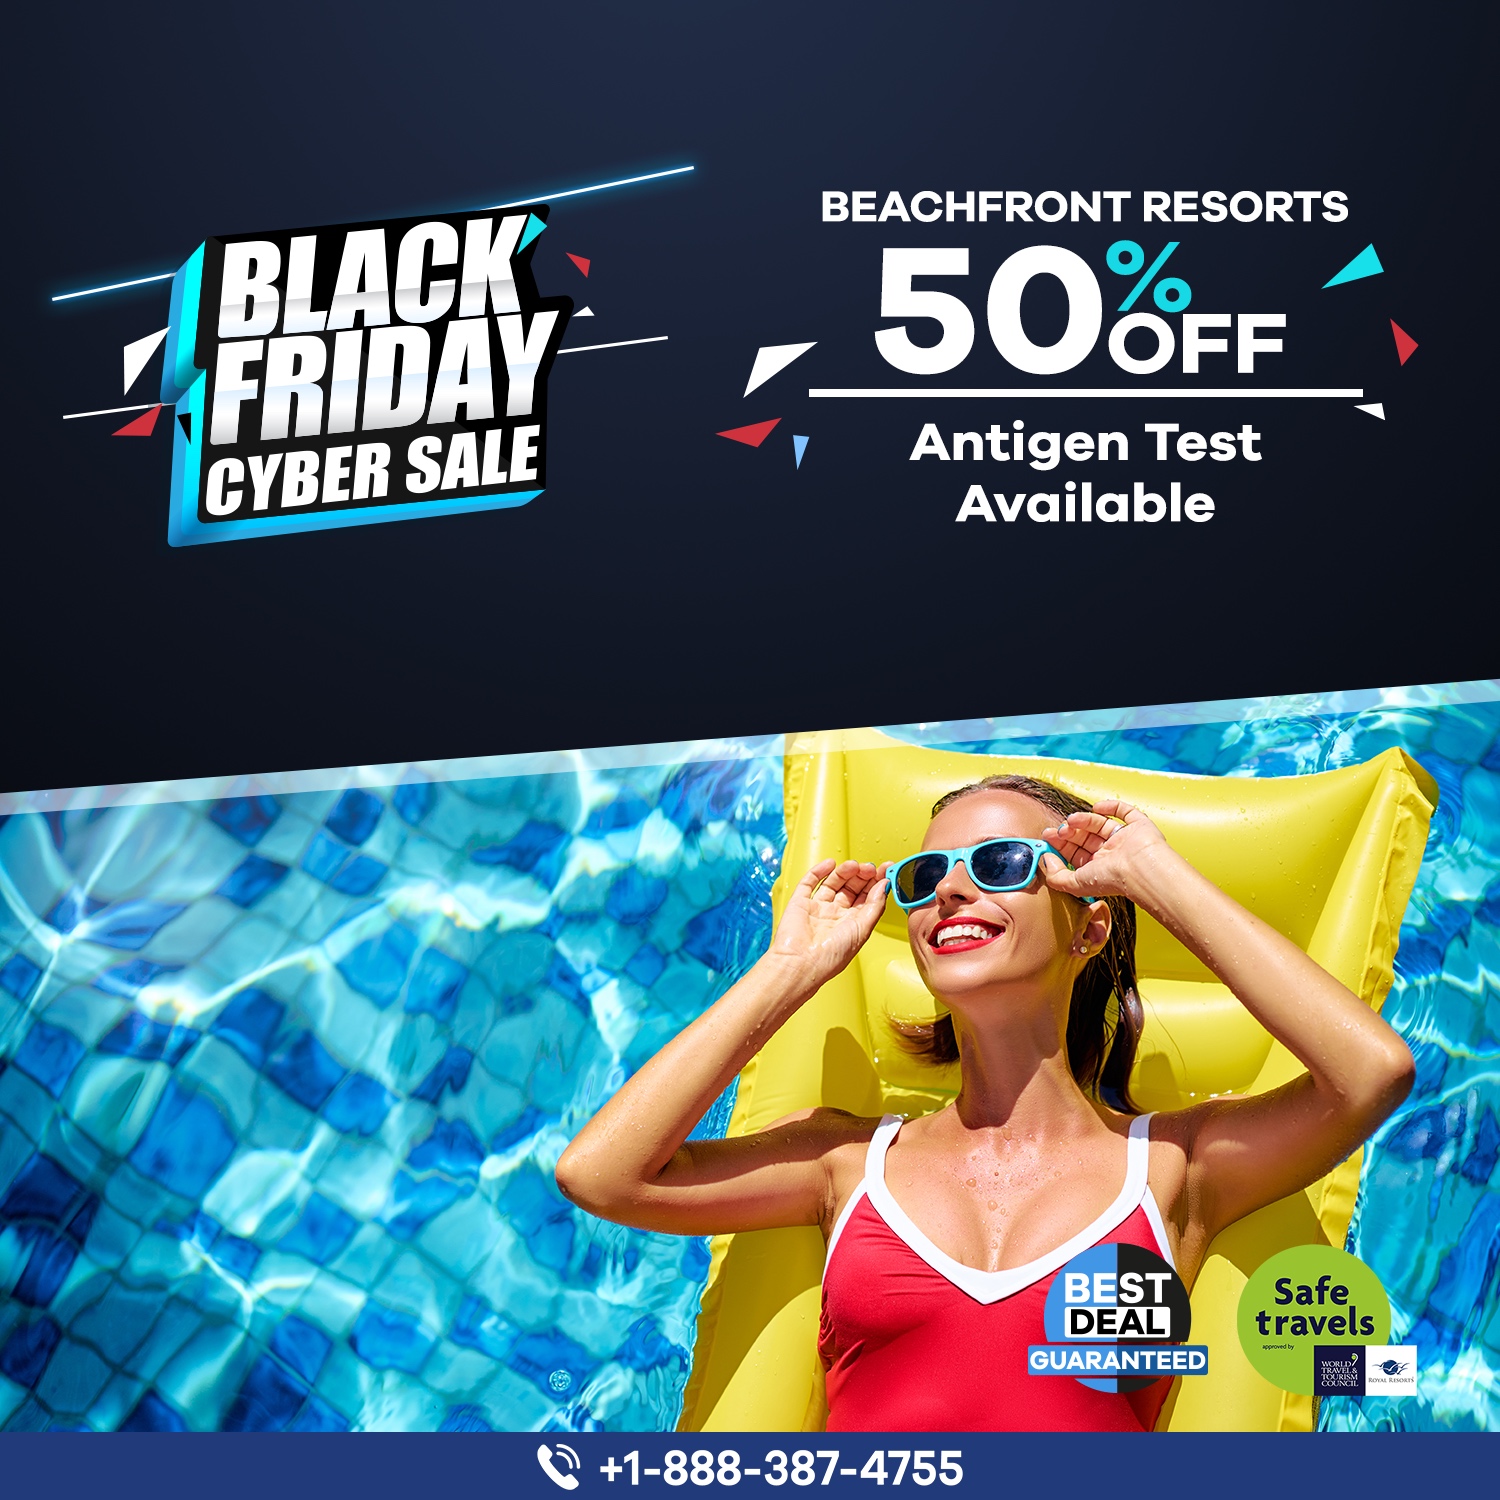 BLACK
FRIDAY
CYBER SALE
BEACHFRONT RESORTS
50%
OFF
Antigen Test
Available
BEST
DEAL
GUARANTEED
Safe
travels
approved by
WORLD
TRAVEL &
TOURISM
COUNCIL
ROYAL RESORTS
+1-888-387-4755